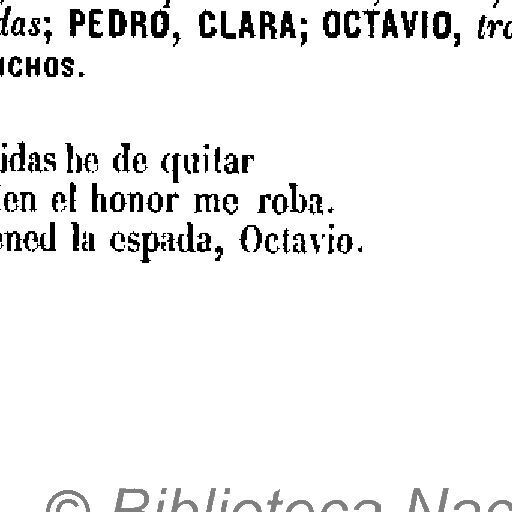 das; PEDRO, CLARA; OCTAVIO, tra
UCHOS.
idas he de quitar
ien el honor me roba.
ened la espada, Octavio.
© Biblioteca Nac